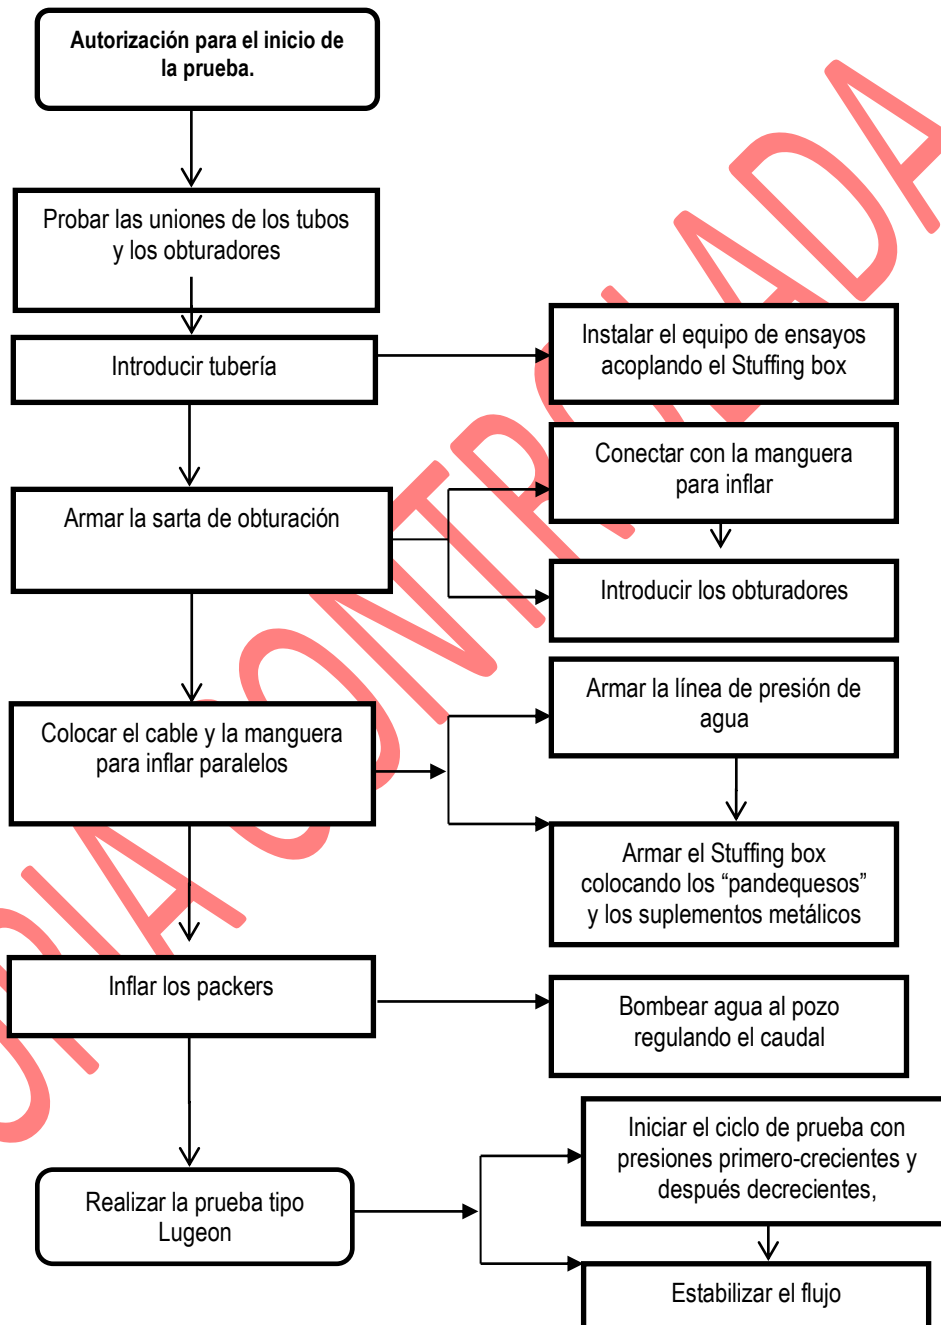 Autorización para el inicio de
la prueba.
Probar las uniones de los tubos
y los obturadores
Introducir tubería
Instalar el equipo de ensayos
acoplando el Stuffing box
Armar la sarta de obturación
Conectar con la manguera
para inflar
Introducir los obturadores
Colocar el cable y la manguera
para inflar paralelos
Armar la línea de presión de
agua
Armar el Stuffing box
colocando los “pandequesos”
y los suplementos metálicos
Inflar los packers
Bombear agua al pozo
regulando el caudal
Realizar la prueba tipo
Lugeon
Iniciar el ciclo de prueba con
presiones primero-crecientes y
después decrecientes,
Estabilizar el flujo